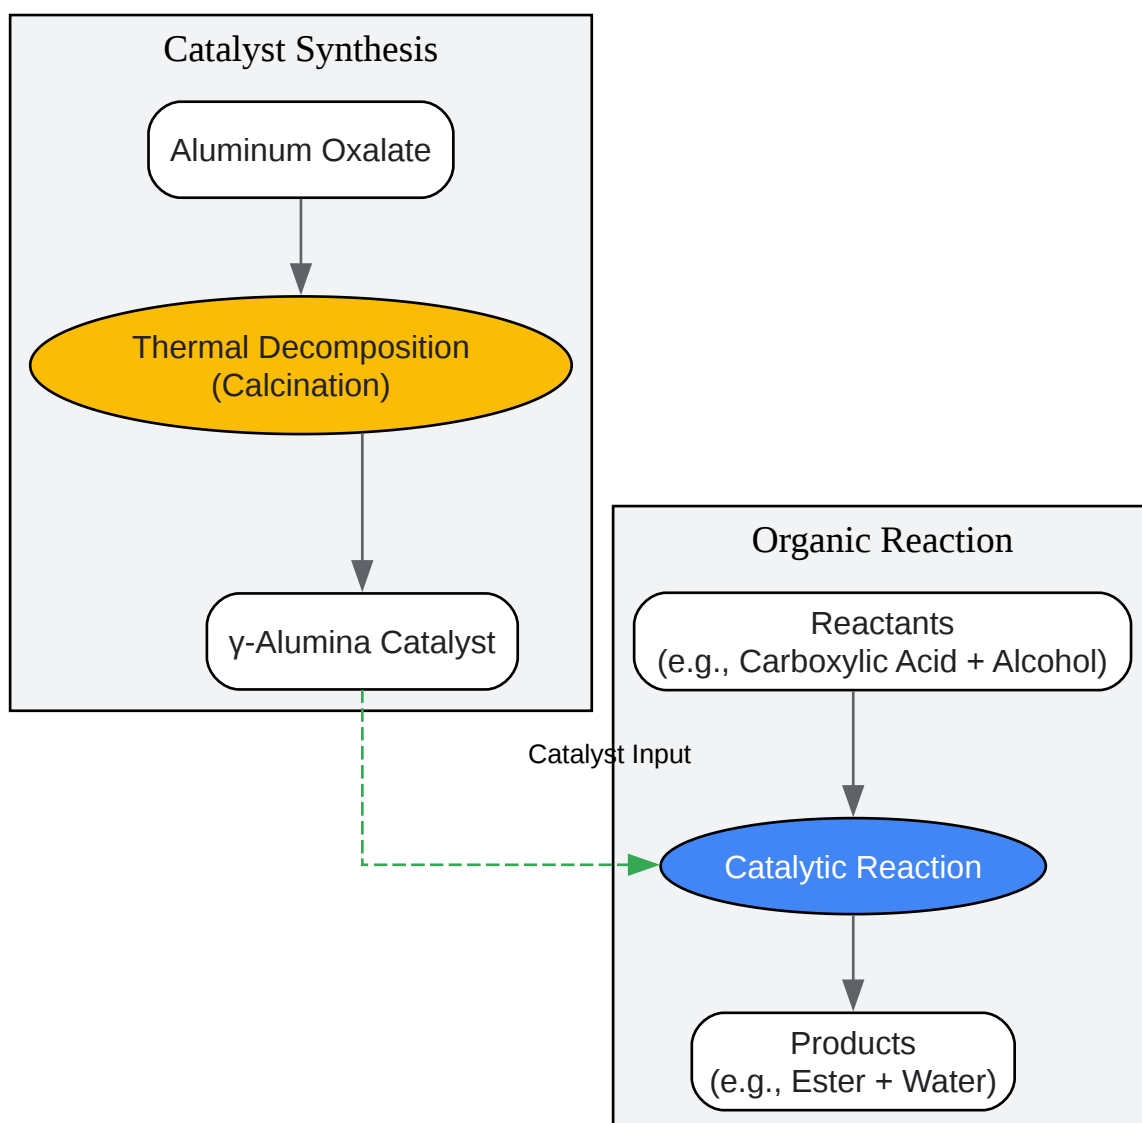 Catalyst Synthesis
Aluminum Oxalate
Thermal Decomposition
(Calcination)
γ-Alumina Catalyst
Organic Reaction
Reactants
(e.g., Carboxylic Acid + Alcohol)
Catalyst Input
Catalytic Reaction
Products
(e.g., Ester + Water)